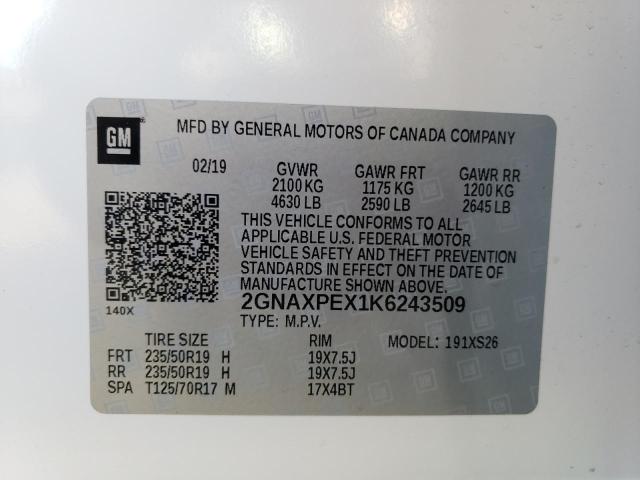 GM
MFD BY GENERAL MOTORS OF CANADA COMPANY
02/19 GVWR GAWR FRT GAWR RR
2100 KG 1175 KG 1200 KG
4630 LB 2590 LB 2645 LB
THIS VEHICLE CONFORMS TO ALL
APPLICABLE U.S. FEDERAL MOTOR
VEHICLE SAFETY AND THEFT PREVENTION
STANDARDS IN EFFECT ON THE DATE OF
MANUFACTURE SHOWN ABOVE.
140X 2GNAXPEX1K6243509
TYPE: M.P.V.
TIRE SIZE RIM MODEL: 191XS26
FRT 235/50R19 H 19X7.5J
RR 235/50R19 H 19X7.5J
SPA T125/70R17 M 17X4BT